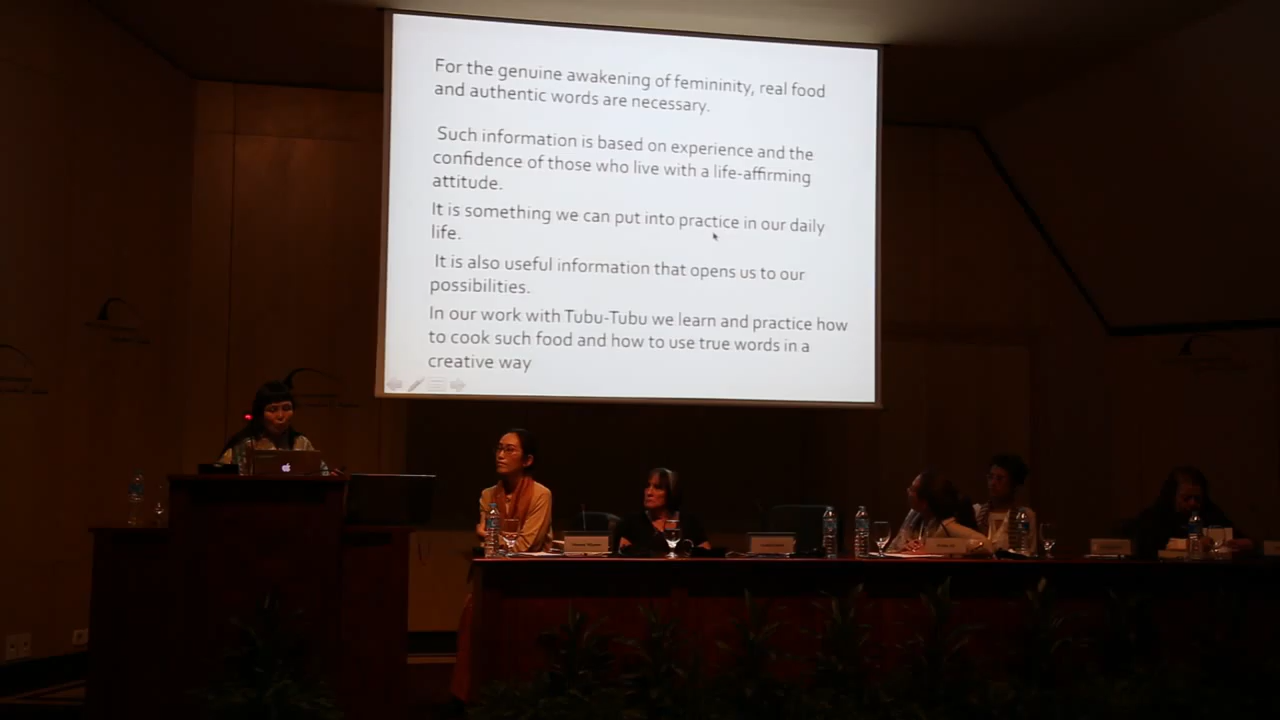 For the genuine awakening of femininity, real food
and authentic words are necessary.
Such information is based on experience and the
confidence of those who live with a life-affirming
attitude.
It is something we can put into practice in our daily
life.
It is also useful information that opens us to our
possibilities.
In our work with Tubu-Tubu we learn and practice how
to cook such food and how to use true words in a
creative way